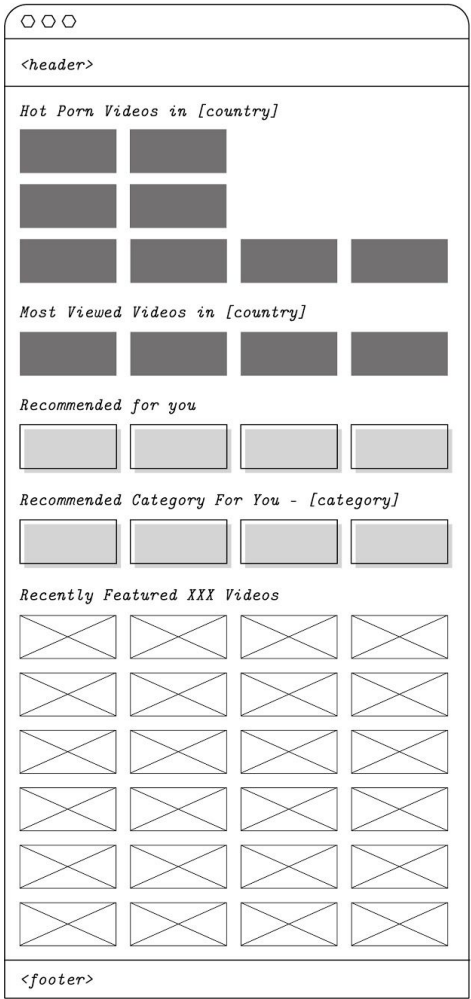 <header>
Hot Porn Videos in [country]
Most Viewed Videos in [country]
Recommended for you
Recommended Category For You - [category]
Recently Featured XXX Videos
<footer>